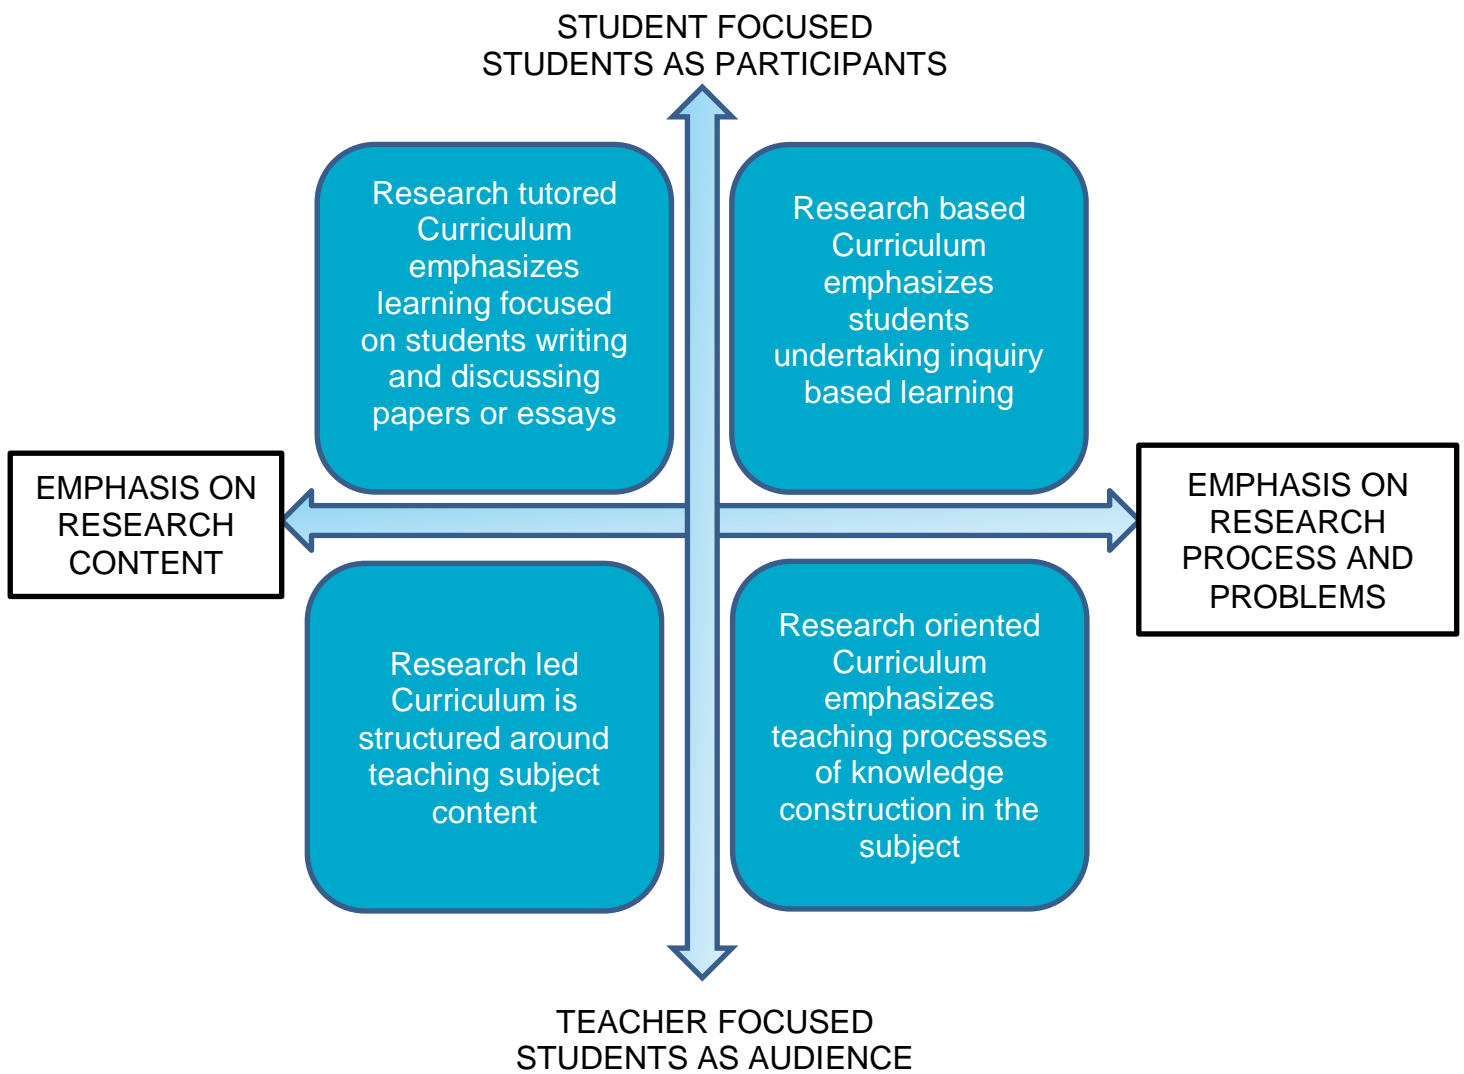 STUDENT FOCUSED
STUDENTS AS PARTICIPANTS
Research tutored
Curriculum
emphasizes
learning focused
on students writing
and discussing
papers or essays
Research based
Curriculum
emphasizes
students
undertaking inquiry
based learning
EMPHASIS ON
RESEARCH
CONTENT
EMPHASIS ON
RESEARCH
PROCESS AND
PROBLEMS
Research led
Curriculum is
structured around
teaching subject
content
Research oriented
Curriculum
emphasizes
teaching processes
of knowledge
construction in the
subject
TEACHER FOCUSED
STUDENTS AS AUDIENCE